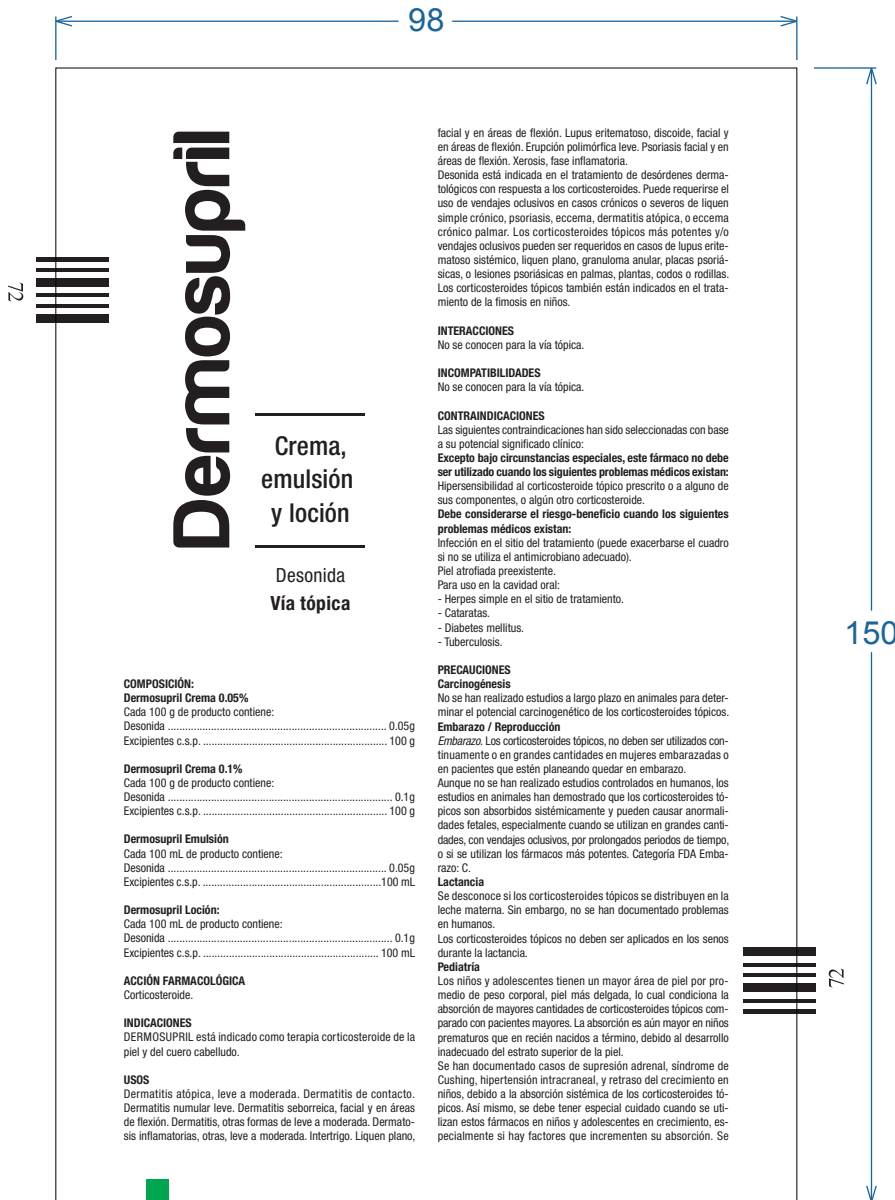 98
150
72
Dermosupril
Crema,
emulsión
y loción
Desonida
Vía tópica
COMPOSICIÓN:
Dermosupril Crema 0.05%
Cada 100 g de producto contiene:
Desonida ............................................................................ 0.05g
Excipientes c.s.p. ................................................................ 100 g
Dermosupril Crema 0.1%
Cada 100 g de producto contiene:
Desonida .............................................................................. 0.1g
Excipientes c.s.p. ................................................................ 100 g
Dermosupril Emulsión
Cada 100 mL de producto contiene:
Desonida ............................................................................ 0.05g
Excipientes c.s.p. ..............................................................100 mL
Dermosupril Loción:
Cada 100 mL de producto contiene:
Desonida .............................................................................. 0.1g
Excipientes c.s.p. ............................................................. 100 mL
ACCIÓN FARMACOLÓGICA
Corticosteroide.
INDICACIONES
DERMOSUPRIL está indicado como terapia corticosteroide de la
piel y del cuero cabelludo.
USOS
Dermatitis atópica, leve a moderada. Dermatitis de contacto.
Dermatitis numular leve. Dermatitis seborreica, facial y en áreas
de flexión. Dermatitis, otras formas de leve a moderada. Dermato-
sis inflamatorias, otras, leve a moderada. Intertrigo. Liquen plano,
facial y en áreas de flexión. Lupus eritematoso, discoide, facial y
en áreas de flexión. Erupción polimórfica leve. Psoriasis facial y en
áreas de flexión. Xerosis, fase inflamatoria.
Desonida está indicada en el tratamiento de desórdenes derma-
tológicos con respuesta a los corticosteroides. Puede requerirse el
uso de vendajes oclusivos en casos crónicos o severos de liquen
simple crónico, psoriasis, eccema, dermatitis atópica, o eccema
crónico palmar. Los corticosteroides tópicos más potentes y/o
vendajes oclusivos pueden ser requeridos en casos de lupus erite-
matoso sistémico, liquen plano, granuloma anular, placas psoriá-
sicas, o lesiones psoriásicas en palmas, plantas, codos o rodillas.
Los corticosteroides tópicos también están indicados en el trata-
miento de la fimosis en niños.
INTERACCIONES
No se conocen para la vía tópica.
INCOMPATIBILIDADES
No se conocen para la vía tópica.
CONTRAINDICACIONES
Las siguientes contraindicaciones han sido seleccionadas con base
a su potencial significado clínico:
Excepto bajo circunstancias especiales, este fármaco no debe
ser utilizado cuando los siguientes problemas médicos existan:
Hipersensibilidad al corticosteroide tópico prescrito o a alguno de
sus componentes, o algún otro corticosteroide.
Debe considerarse el riesgo-beneficio cuando los siguientes
problemas médicos existan:
Infección en el sitio del tratamiento (puede exacerbarse el cuadro
si no se utiliza el antimicrobiano adecuado).
Piel atrofiada preexistente.
Para uso en la cavidad oral:
- Herpes simple en el sitio de tratamiento.
- Cataratas.
- Diabetes mellitus.
- Tuberculosis.
PRECAUCIONES
Carcinogénesis
No se han realizado estudios a largo plazo en animales para deter-
minar el potencial carcinogenético de los corticosteroides tópicos.
Embarazo / Reproducción
Embarazo. Los corticosteroides tópicos, no deben ser utilizados con-
tinuamente o en grandes cantidades en mujeres embarazadas o
en pacientes que estén planeando quedar en embarazo.
Aunque no se han realizado estudios controlados en humanos, los
estudios en animales han demostrado que los corticosteroides tó-
picos son absorbidos sistémicamente y pueden causar anormali-
dades fetales, especialmente cuando se utilizan en grandes canti-
dades, con vendajes oclusivos, por prolongados periodos de tiempo,
o si se utilizan los fármacos más potentes. Categoría FDA Emba-
razo: C.
Lactancia
Se desconoce si los corticosteroides tópicos se distribuyen en la
leche materna. Sin embargo, no se han documentado problemas
en humanos.
Los corticosteroides tópicos no deben ser aplicados en los senos
durante la lactancia.
Pediatría
Los niños y adolescentes tienen un mayor área de piel por pro-
medio de peso corporal, piel más delgada, lo cual condiciona la
absorción de mayores cantidades de corticosteroides tópicos com-
parado con pacientes mayores. La absorción es aún mayor en niños
prematuros que en recién nacidos a término, debido al desarrollo
inadecuado del estrato superior de la piel.
Se han documentado casos de supresión adrenal, síndrome de
Cushing, hipertensión intracraneal, y retraso del crecimiento en
niños, debido a la absorción sistémica de los corticosteroides tó-
picos. Así mismo, se debe tener especial cuidado cuando se uti-
lizan estos fármacos en niños y adolescentes en crecimiento, es-
pecialmente si hay factores que incrementen su absorción. Se
72